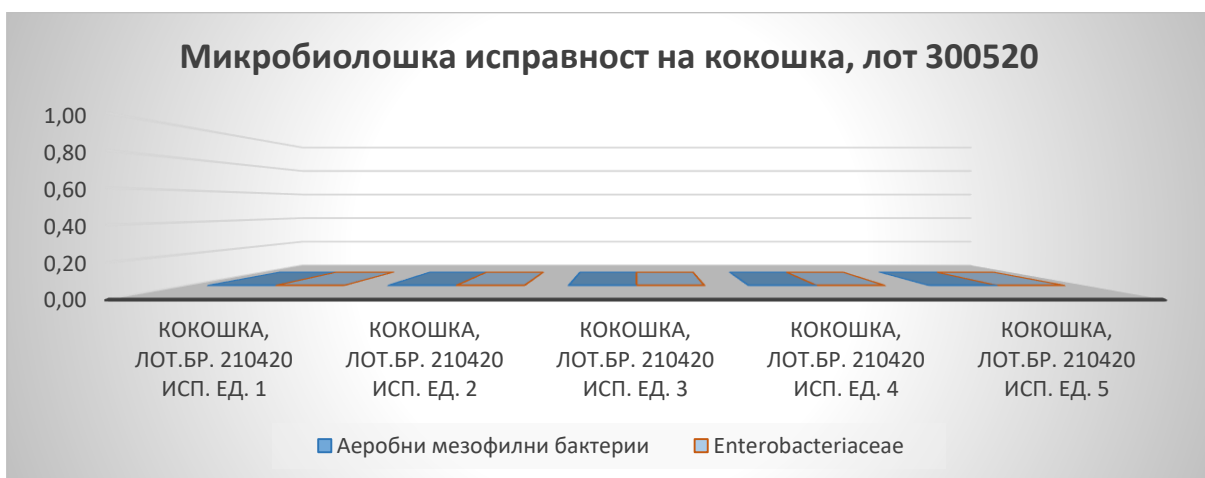 Микробиолошка исправност на кокошка, лот 300520
1,00
0,80
0,60
0,40
0,20
0,00
КОКОШКА,
ЛОТ.БР. 210420
ИСП. ЕД. 1
КОКОШКА,
ЛОТ.БР. 210420
ИСП. ЕД. 2
КОКОШКА,
ЛОТ.БР. 210420
ИСП. ЕД. 3
КОКОШКА,
ЛОТ.БР. 210420
ИСП. ЕД. 4
КОКОШКА,
ЛОТ.БР. 210420
ИСП. ЕД. 5
Аеробни мезофилни бактерии
Enterobacteriaceae